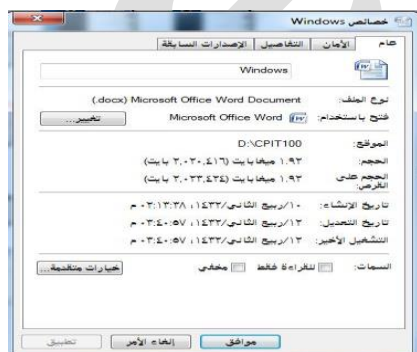 خصائص Windows
عام الأمان التفاصيل الإصدارات السابقة
Windows
نوع الملف: Microsoft Office Word Document (.docx)
فتح باستخدام: Microsoft Office Word تغيير...
الموقع: D:\CPIT100
الحجم: ١.٩٣ ميغابايت (٢,٠٣٠,٤١٦ بايت)
الحجم على القرص: ١.٩٣ ميغابايت (٢,٠٣٣,٤٢٤ بايت)
تاريخ الإنشاء: ١٠/ربيع الثاني/١٤٣٢، ٠٢:١٣:٣٨ م
تاريخ التعديل: ١٢/ربيع الثاني/١٤٣٢، ٠٣:٤٠:٥٧ م
التشغيل الأخير: ١٢/ربيع الثاني/١٤٣٢، ٠٣:٤٠:٥٧ م
السمات: للقراءة فقط مخفي خيارات متقدمة...
موافق إلغاء الأمر تطبيق